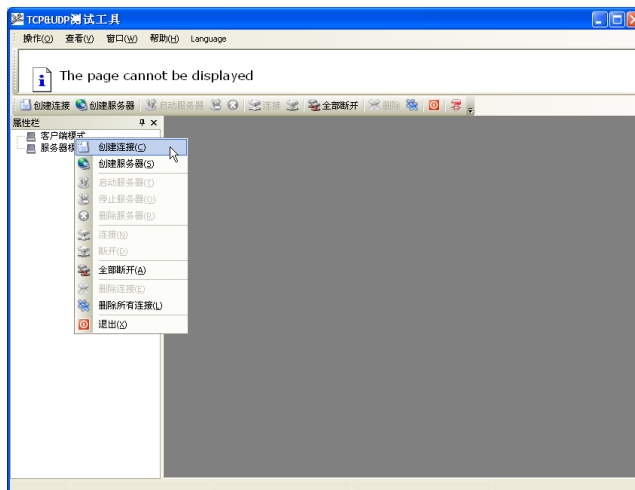 TCP&UDP测试工具
操作(O) 查看(V) 窗口(W) 帮助(H) Language
The page cannot be displayed
创建连接 创建服务器 启动服务器 连接 全部断开 删除
属性栏
客户端模式
服务器模
创建连接(C)
创建服务器(S)
启动服务器(T)
停止服务器(O)
删除服务器(R)
连接(N)
断开(D)
全部断开(A)
删除连接(E)
删除所有连接(L)
退出(X)